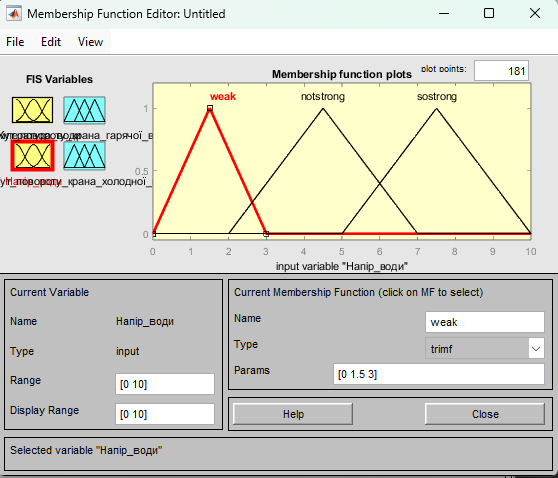 Membership Function Editor: Untitled
File Edit View
FIS Variables
Membership function plots
plot points:
181
weak
notstrong
sostrong
1
0.5
0
0 1 2 3 4 5 6 7 8 9 10
input variable "Напір_води"
Current Variable
Name Напір_води
Type input
Range [0 10]
Display Range [0 10]
Current Membership Function (click on MF to select)
Name weak
Type trimf
Params [0 1.5 3]
Help
Close
Selected variable "Напір_води"